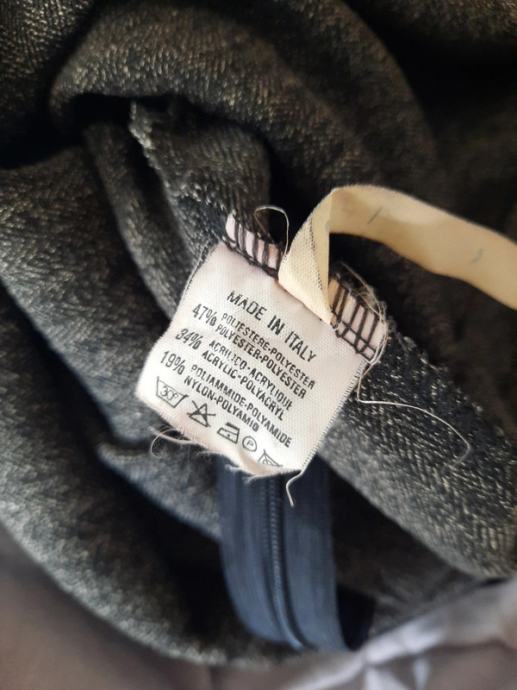 MADE IN ITALY
47% POLIESTERE-POLYESTER
POLYESTER-POLYESTER
34% ACRILICO-ACRYLIQUE
ACRYLIC-POLYACRYL
19% POLIAMMIDE-POLYAMIDE
NYLON-POLYAMID
30° P